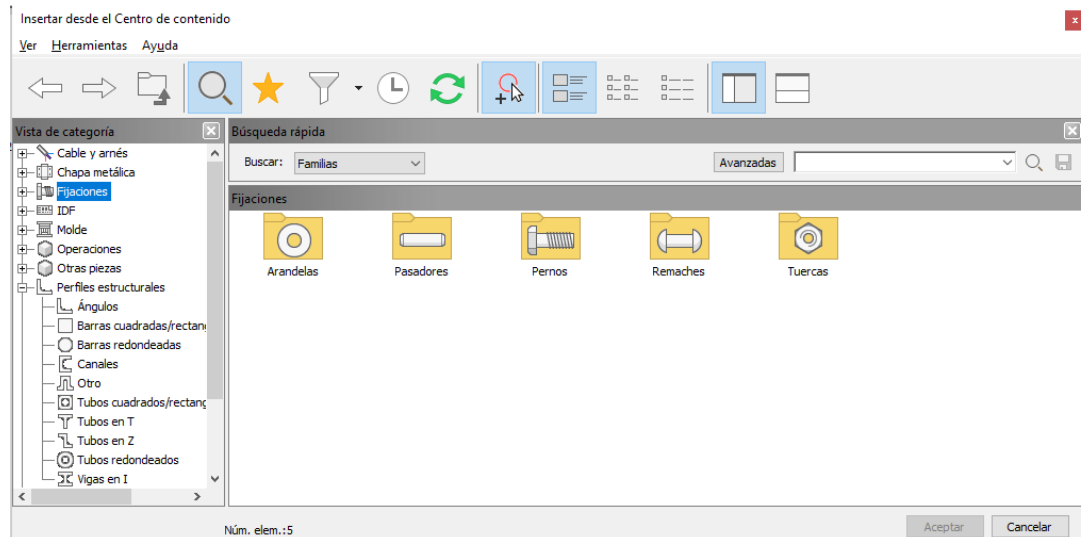 Insertar desde el Centro de contenido
x
Ver Herramientas Ayuda
Vista de categoría
Cable y arnés
Chapa metálica
Fijaciones
IDF
Molde
Operaciones
Otras piezas
Perfiles estructurales
Ángulos
Barras cuadradas/rectang
Barras redondeadas
Canales
Otro
Tubos cuadrados/rectang
Tubos en T
Tubos en Z
Tubos redondeados
Vigas en I
Búsqueda rápida
Buscar: Familias Avanzadas
Fijaciones
Arandelas Pasadores Pernos Remaches Tuercas
Núm. elem.:5
Aceptar Cancelar